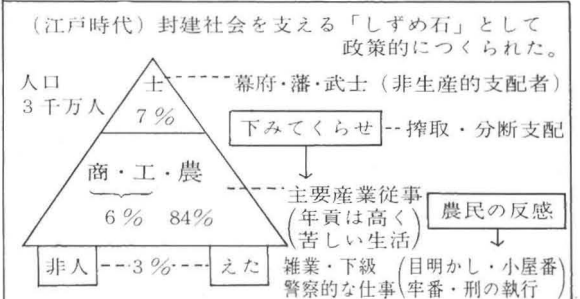 (江戸時代) 封建社会を支える「しずめ石」として
政策的につくられた。
人口
3千万人
士
7%
幕府・藩・武士 (非生産的支配者)
下みてくらせ
搾取・分断支配
商・工・農
6% 84%
主要産業従事
(年貢は高く
苦しい生活)
農民の反感
非人
3%
えた
雑業・下級
警察的な仕事
(目明かし・小屋番
牢番・刑の執行)